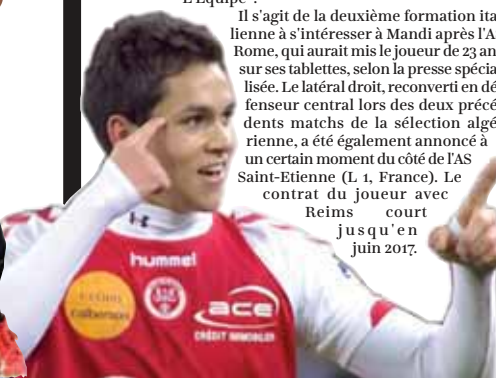 L'Equipe".
Il s'agit de la deuxième formation ita
lienne à s'intéresser à Mandi après l'A
Rome, qui aurait mis le joueur de 23 an
sur ses tablettes, selon la presse spécia
lisée. Le latéral droit, reconverti en dé
fenseur central lors des deux précé
dents matchs de la sélection algé
rienne, a été également annoncé à
un certain moment du côté de l'AS
Saint-Etienne (L 1, France). Le
contrat du joueur avec
Reims court
jusqu'en
juin 2017.
hummel
ace
CRÉDIT IMMOBILIER